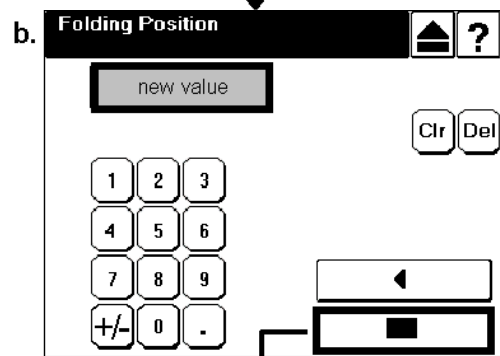 b.
Folding Position
?
new value
Clr Del
1 2 3
4 5 6
7 8 9
+/- 0 .